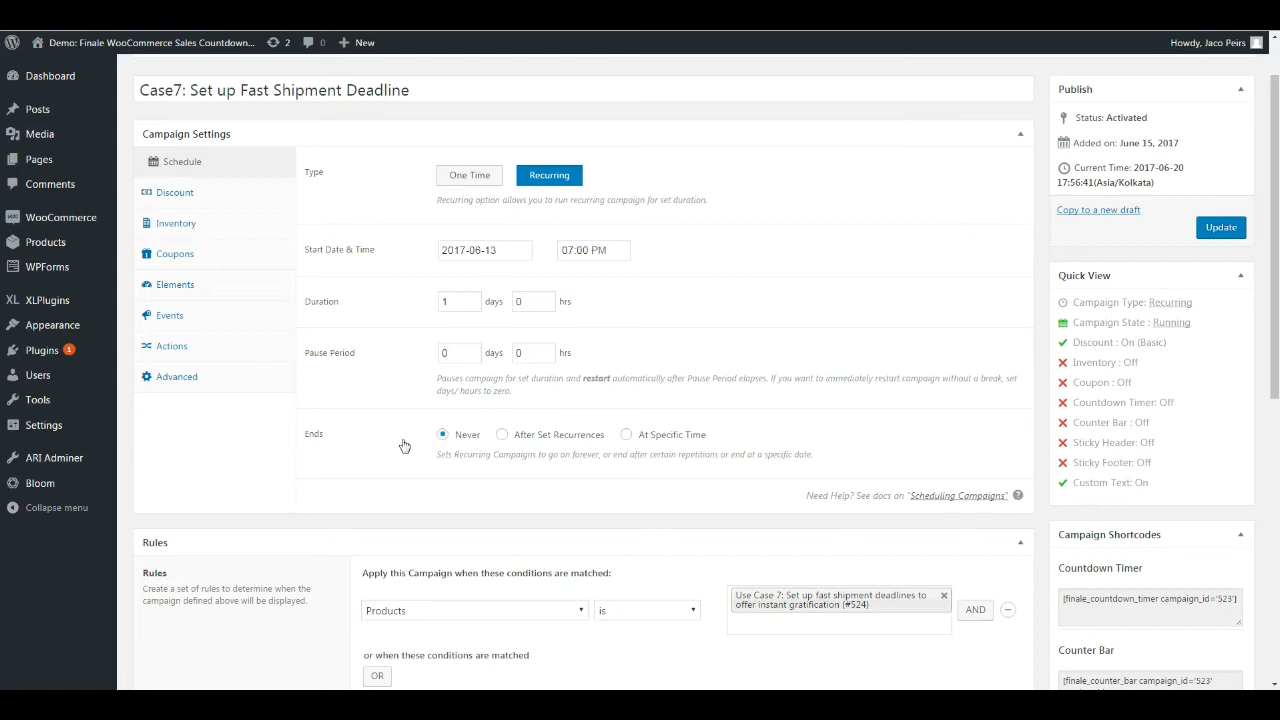 Demo: Finale WooCommerce Sales Countdown... 2 0 New Howdy, Jaco Peirs
Dashboard
Posts
Media
Pages
Comments
WooCommerce
Products
WPForms
XLPlugins
Appearance
Plugins 1
Users
Tools
Settings
ARI Adminer
Bloom
Collapse menu
Case7: Set up Fast Shipment Deadline
Campaign Settings
Schedule
Discount
Inventory
Coupons
Elements
Events
Actions
Advanced
Type One Time Recurring
Recurring option allows you to run recurring campaign for set duration.
Start Date & Time 2017-06-13 07:00 PM
Duration 1 days 0 hrs
Pause Period 0 days 0 hrs
Pauses campaign for set duration and restart automatically after Pause Period elapses. If you want to immediately restart campaign without a break, set
days/ hours to zero.
Ends Never After Set Recurrences At Specific Time
Sets Recurring Campaigns to go on forever, or end after certain repetitions or end at a specific date.
Need Help? See docs on "Scheduling Campaigns" ?
Rules
Rules
Create a set of rules to determine when the
campaign defined above will be displayed.
Apply this Campaign when these conditions are matched:
Products is
Use Case 7: Set up fast shipment deadlines to
offer instant gratification (#524)
AND
or when these conditions are matched
OR
Publish
Status: Activated
Added on: June 15, 2017
Current Time: 2017-06-20
17:56:41(Asia/Kolkata)
Copy to a new draft
Update
Quick View
Campaign Type: Recurring
Campaign State : Running
Discount : On (Basic)
Inventory : Off
Coupon : Off
Countdown Timer: Off
Counter Bar : Off
Sticky Header: Off
Sticky Footer: Off
Custom Text: On
Campaign Shortcodes
Countdown Timer
[finale_countdown_timer campaign_id='523']
Counter Bar
[finale_counter_bar campaign_id='523'